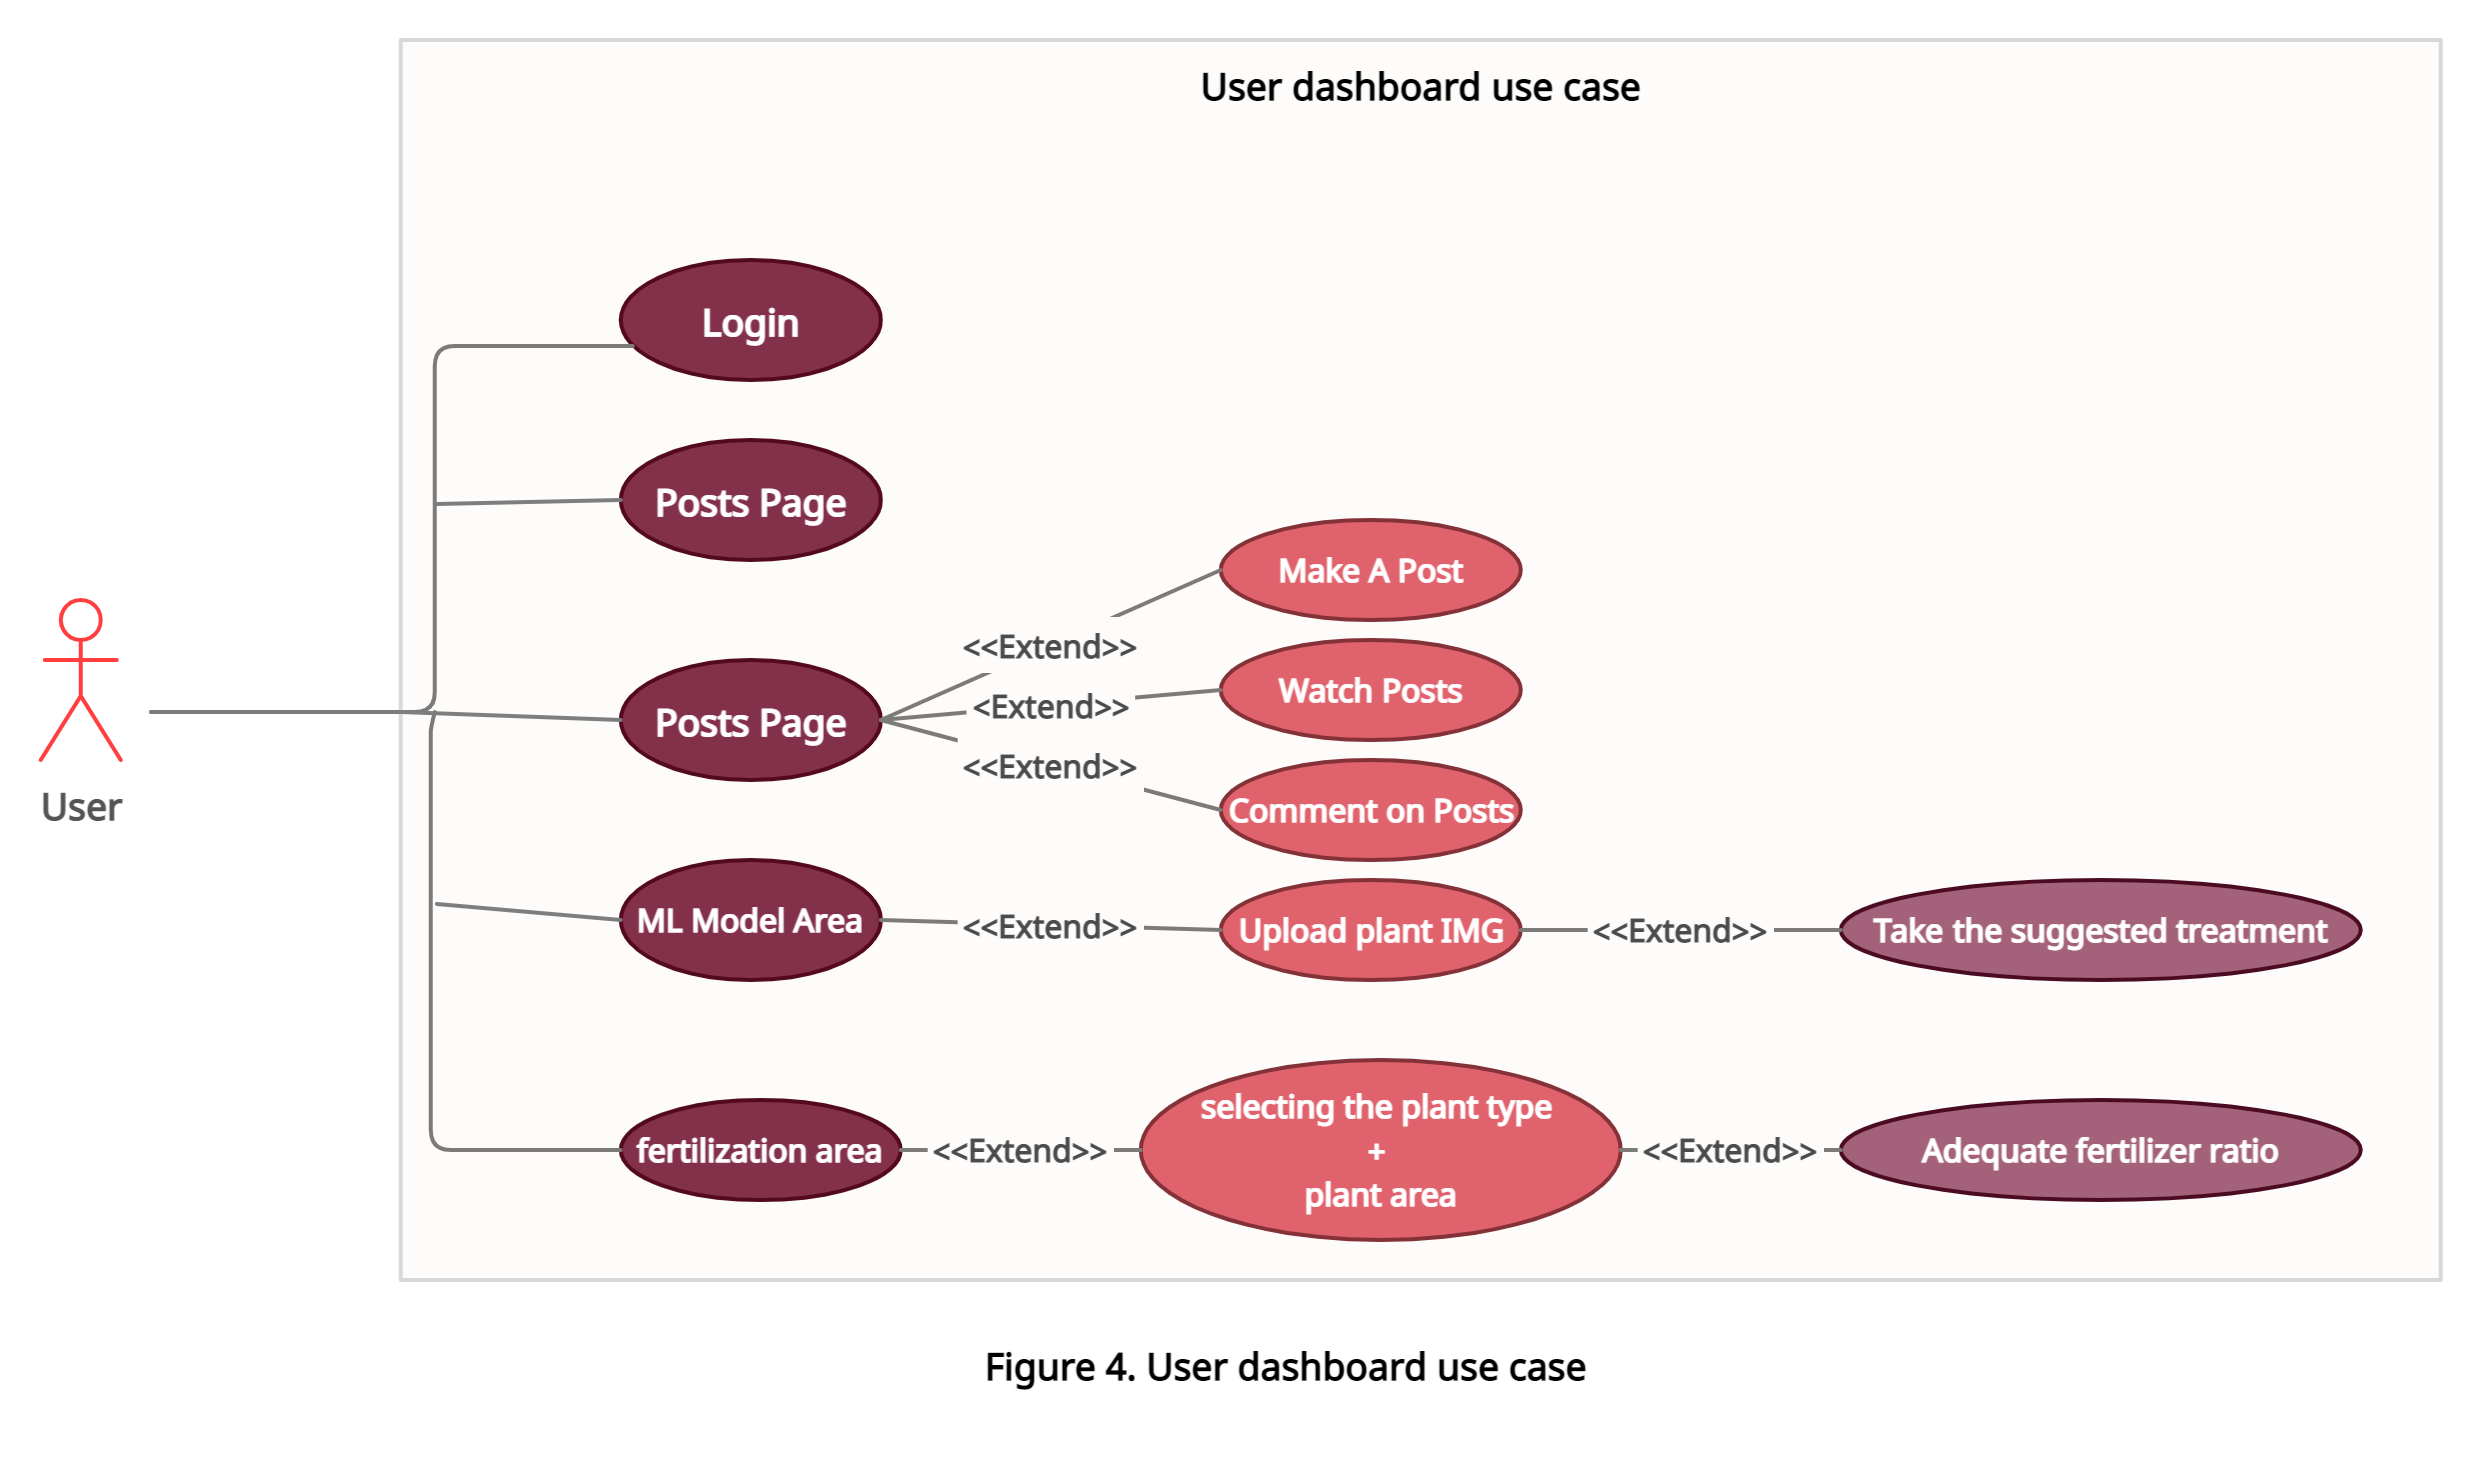 User dashboard use case
Login
Posts Page
Make A Post
<<Extend>>
Watch Posts
<Extend>>
Posts Page
<<Extend>>
Comment on Posts
User
ML Model Area
<<Extend>>
Upload plant IMG
<<Extend>>
Take the suggested treatment
fertilization area
<<Extend>>
selecting the plant type
+
plant area
<<Extend>>
Adequate fertilizer ratio
Figure 4. User dashboard use case